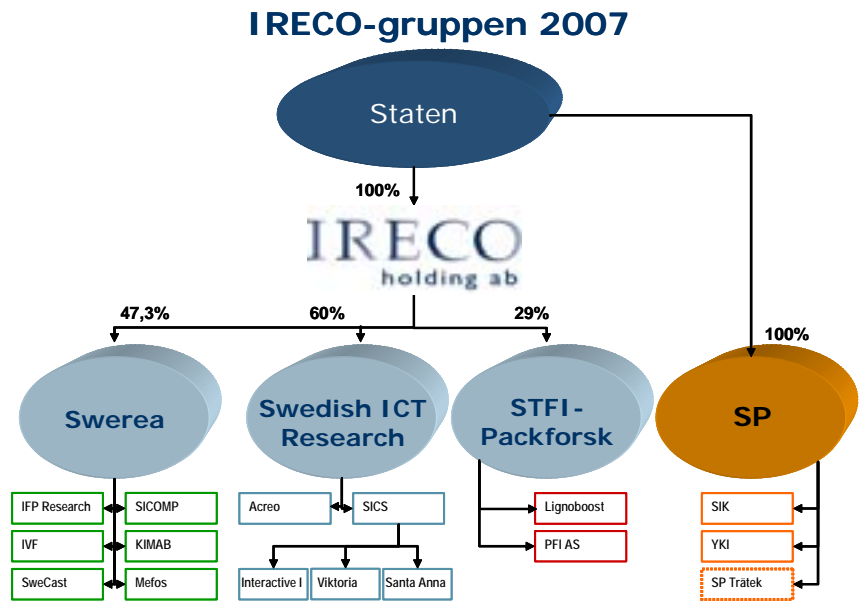 IRECO-gruppen 2007
Staten
100%
IRECO
holding ab
47,3%
60%
29%
100%
Swerea
Swedish ICT
Research
STFI-
Packforsk
SP
IFP Research
SICOMP
IVF
KIMAB
SweCast
Mefos
Acreo
SICS
Interactive I
Viktoria
Santa Anna
Lignoboost
PFI AS
SIK
YKI
SP Trätek